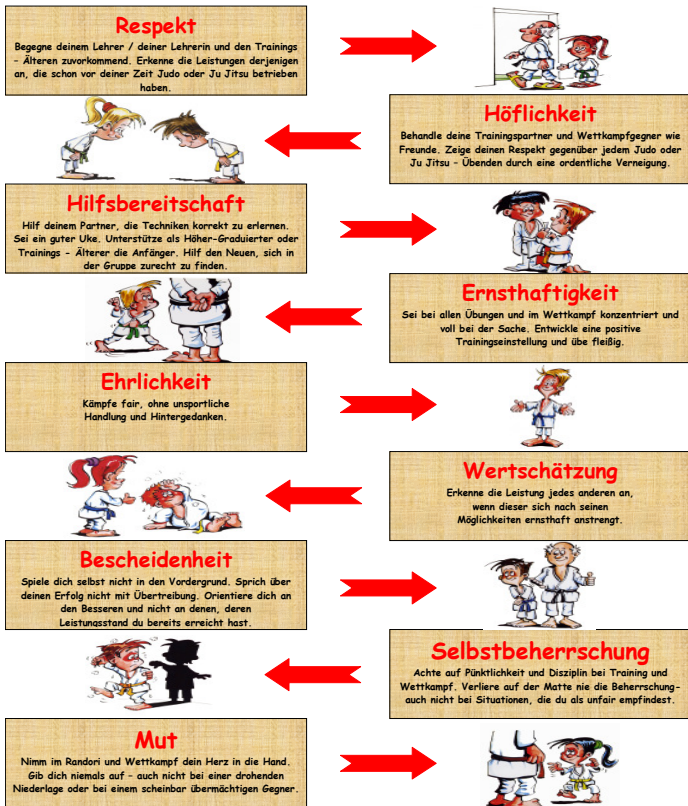 Respekt
Begegne deinem Lehrer / deiner Lehrerin und den Trainings
- Älteren zuvorkommend. Erkenne die Leistungen derjenigen
an, die schon vor deiner Zeit Judo oder Ju Jitsu betrieben
haben.
Höflichkeit
Behandle deine Trainingspartner und Wettkampfgegner wie
Freunde. Zeige deinen Respekt gegenüber jedem Judo oder
Ju Jitsu - Übenden durch eine ordentliche Verneigung.
Hilfsbereitschaft
Hilf deinem Partner, die Techniken korrekt zu erlernen.
Sei ein guter Uke. Unterstütze als Höher-Graduierter oder
Trainings - Älterer die Anfänger. Hilf den Neuen, sich in
der Gruppe zurecht zu finden.
Ernsthaftigkeit
Sei bei allen Übungen und im Wettkampf konzentriert und
voll bei der Sache. Entwickle eine positive
Trainingseinstellung und übe fleißig.
Ehrlichkeit
Kämpfe fair, ohne unsportliche
Handlung und Hintergedanken.
Wertschätzung
Erkenne die Leistung jedes anderen an,
wenn dieser sich nach seinen
Möglichkeiten ernsthaft anstrengt.
Bescheidenheit
Spiele dich selbst nicht in den Vordergrund. Sprich über
deinen Erfolg nicht mit Übertreibung. Orientiere dich an
den Besseren und nicht an denen, deren
Leistungsstand du bereits erreicht hast.
Selbstbeherrschung
Achte auf Pünktlichkeit und Disziplin bei Training und
Wettkampf. Verliere auf der Matte nie die Beherrschung-
auch nicht bei Situationen, die du als unfair empfindest.
Mut
Nimm im Randori und Wettkampf dein Herz in die Hand.
Gib dich niemals auf - auch nicht bei einer drohenden
Niederlage oder bei einem scheinbar übermächtigen Gegner.